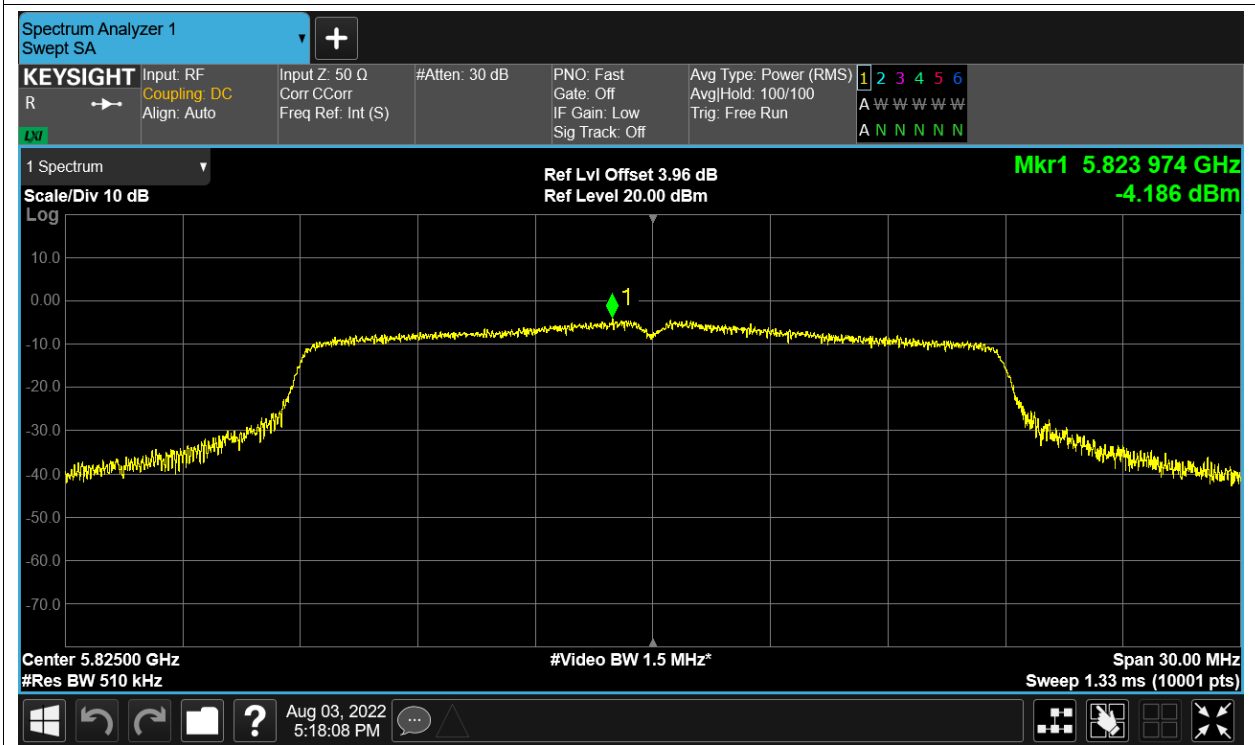 Spectrum Analyzer 1
Swept SA
KEYSIGHT
R
LXI
Input: RF
Coupling: DC
Align: Auto
Input Z: 50 Ω
Corr CCorr
Freq Ref: Int (S)
#Atten: 30 dB
PNO: Fast
Gate: Off
IF Gain: Low
Sig Track: Off
Avg Type: Power (RMS)
Avg|Hold: 100/100
Trig: Free Run
1 2 3 4 5 6
A W W W W W
A N N N N N
1 Spectrum
Scale/Div 10 dB
Ref Lvl Offset 3.96 dB
Ref Level 20.00 dBm
Mkr1 5.823 974 GHz
-4.186 dBm
Log
10.0
0.00
-10.0
-20.0
-30.0
-40.0
-50.0
-60.0
-70.0
1
Center 5.82500 GHz
#Res BW 510 kHz
#Video BW 1.5 MHz*
Span 30.00 MHz
Sweep 1.33 ms (10001 pts)
?
Aug 03, 2022
5:18:08 PM